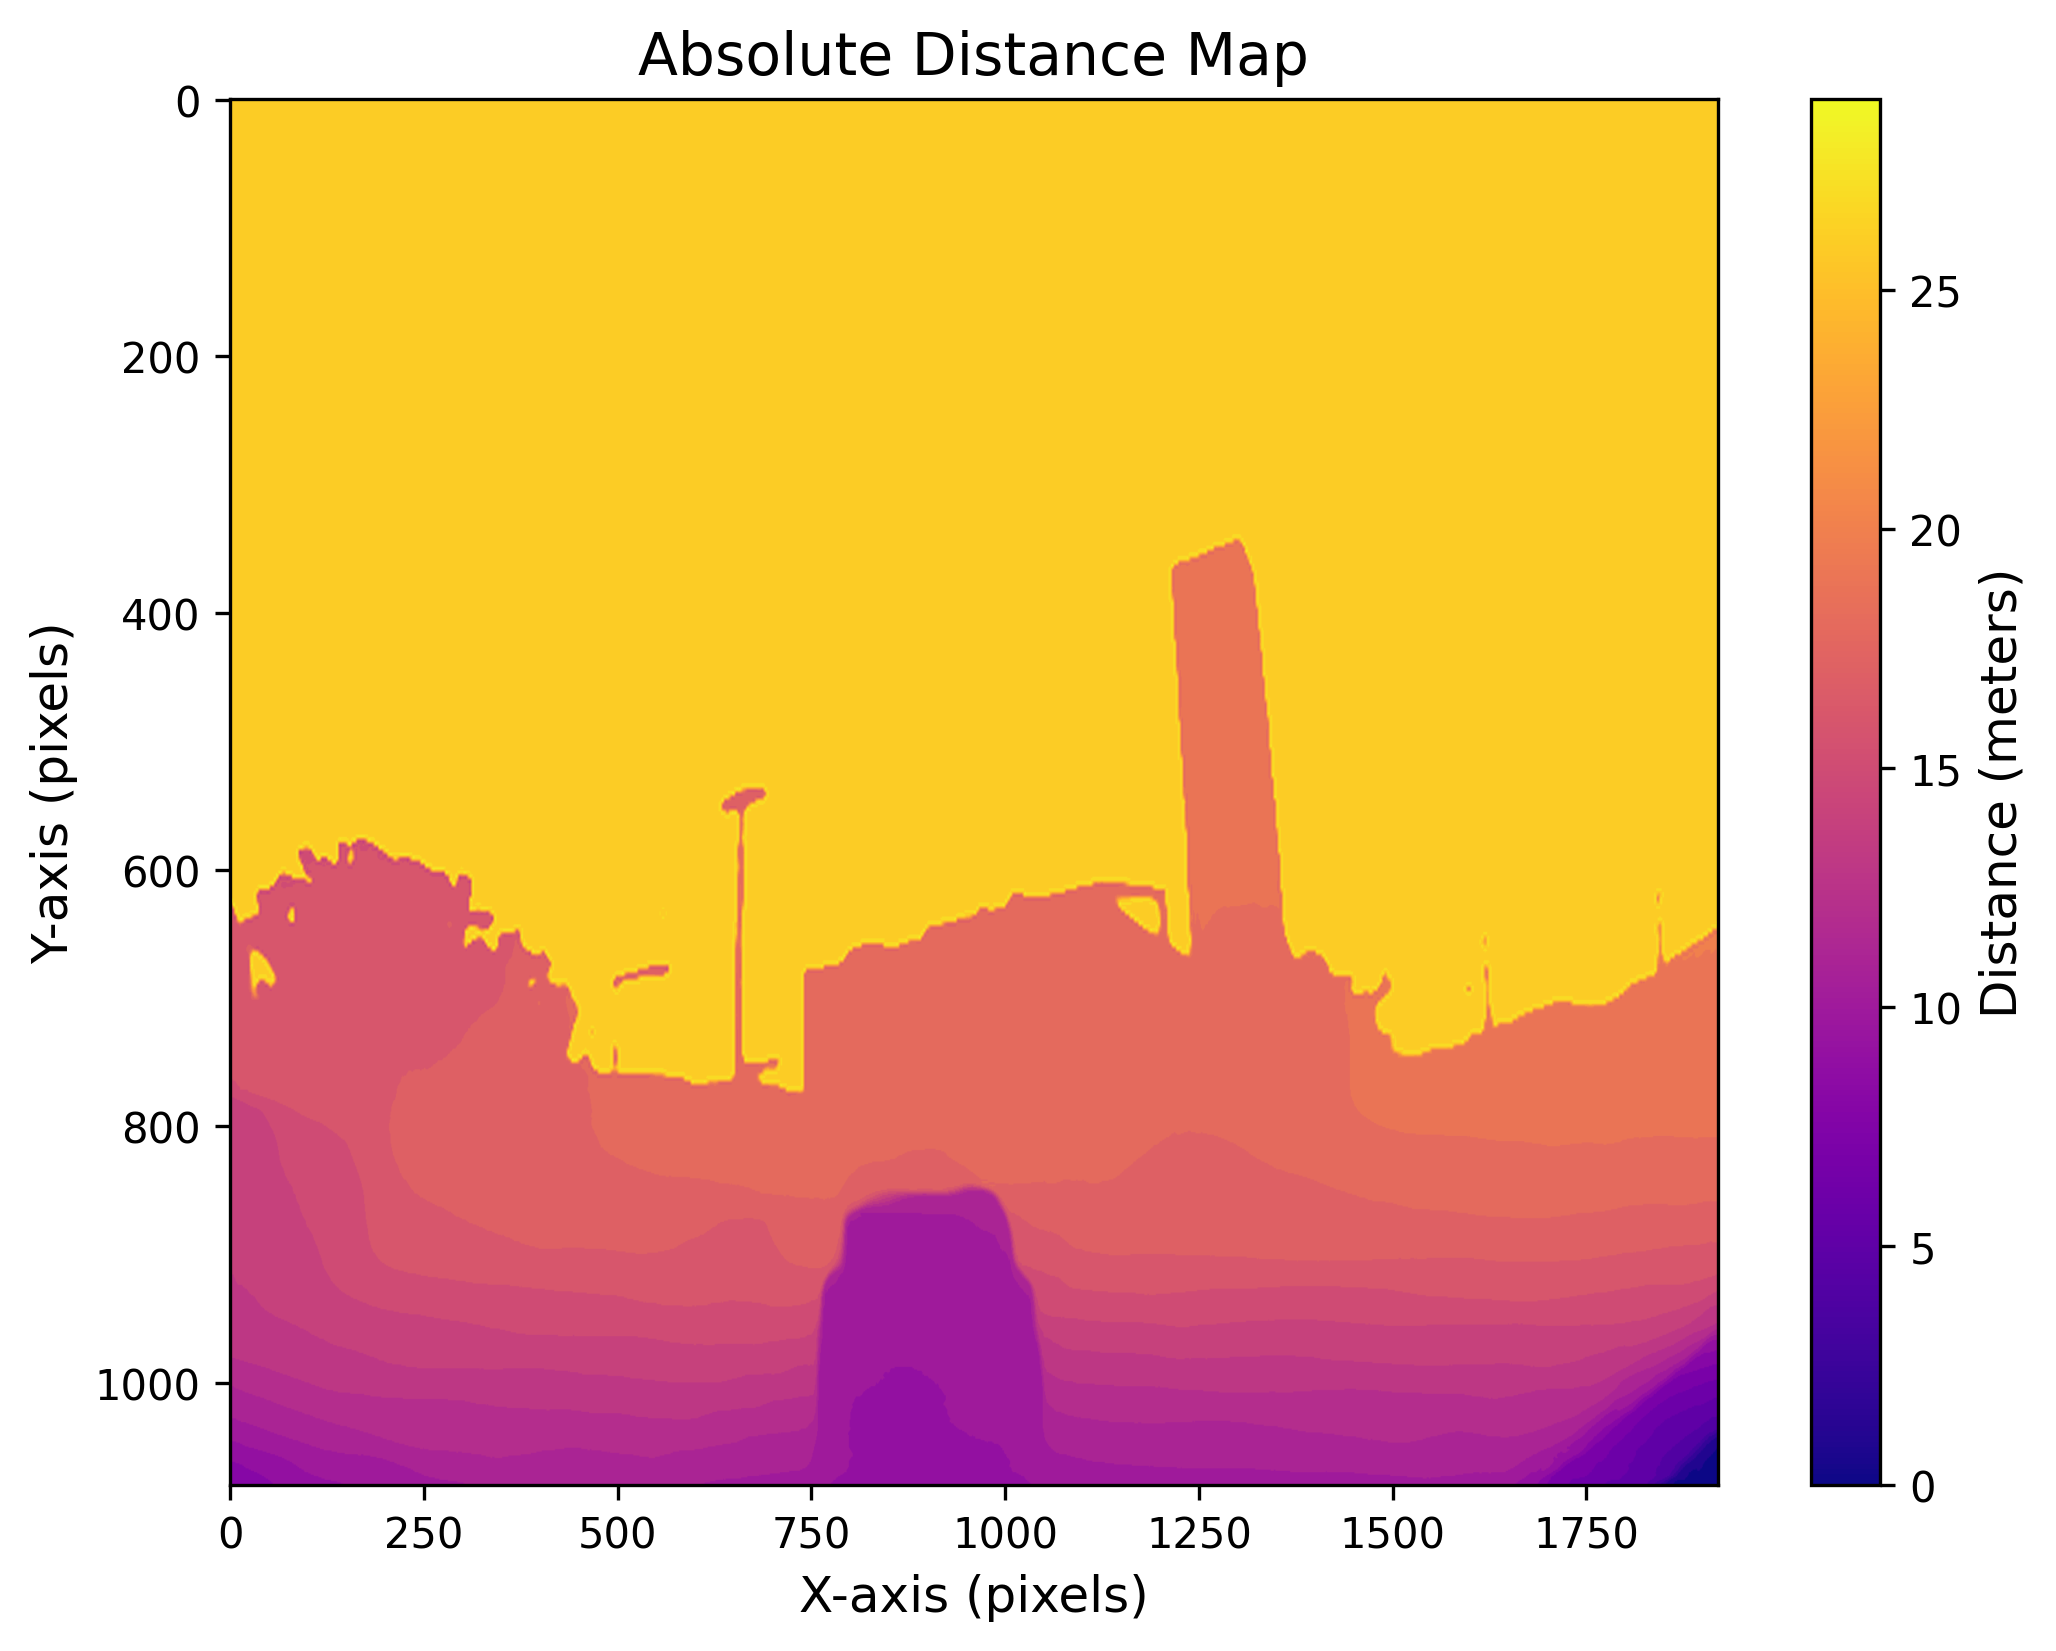 Absolute Distance Map
0
200
400
600
800
1000
Y-axis (pixels)
0 250 500 750 1000 1250 1500 1750
X-axis (pixels)
25
20
15
10
5
0
Distance (meters)